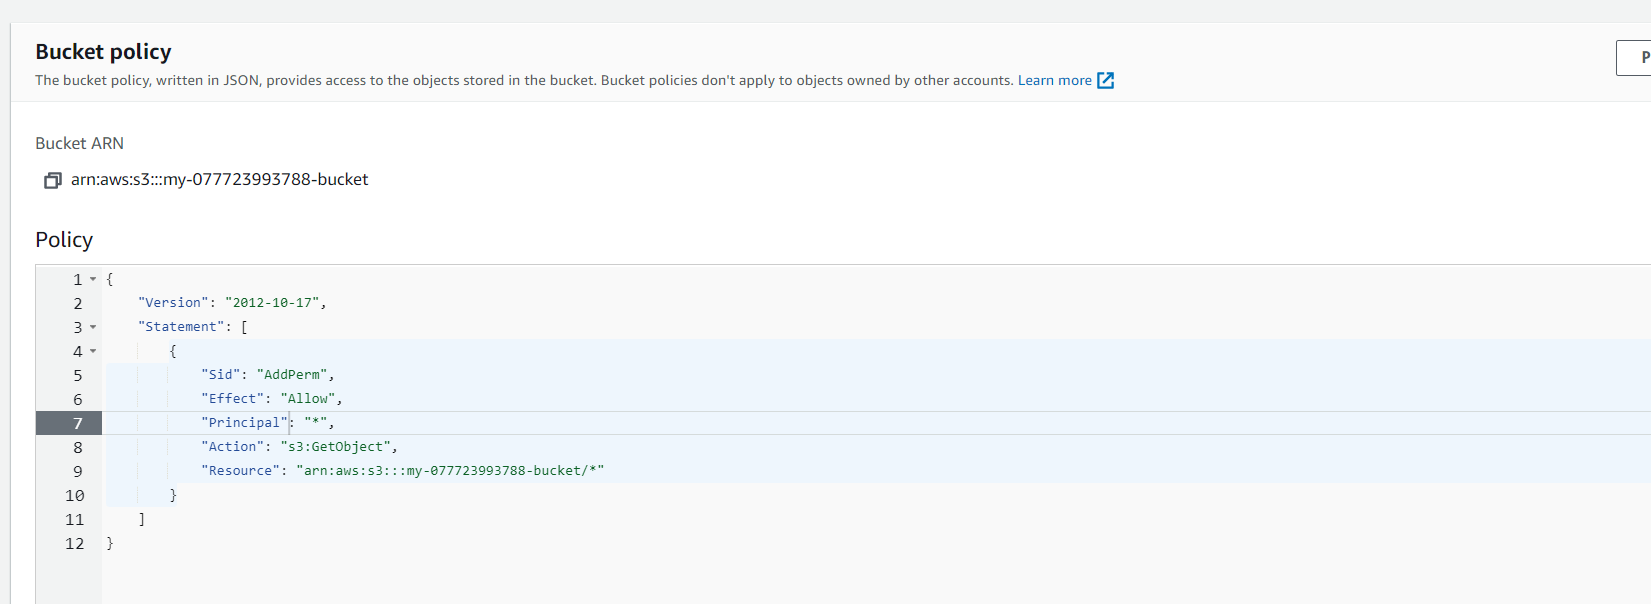 Bucket policy
P
The bucket policy, written in JSON, provides access to the objects stored in the bucket. Bucket policies don't apply to objects owned by other accounts. Learn more
Bucket ARN
arn:aws:s3:::my-077723993788-bucket
Policy
1 {
2     "Version": "2012-10-17",
3     "Statement": [
4         {
5             "Sid": "AddPerm",
6             "Effect": "Allow",
7             "Principal": "*",
8             "Action": "s3:GetObject",
9             "Resource": "arn:aws:s3:::my-077723993788-bucket/*"
10         }
11     ]
12 }